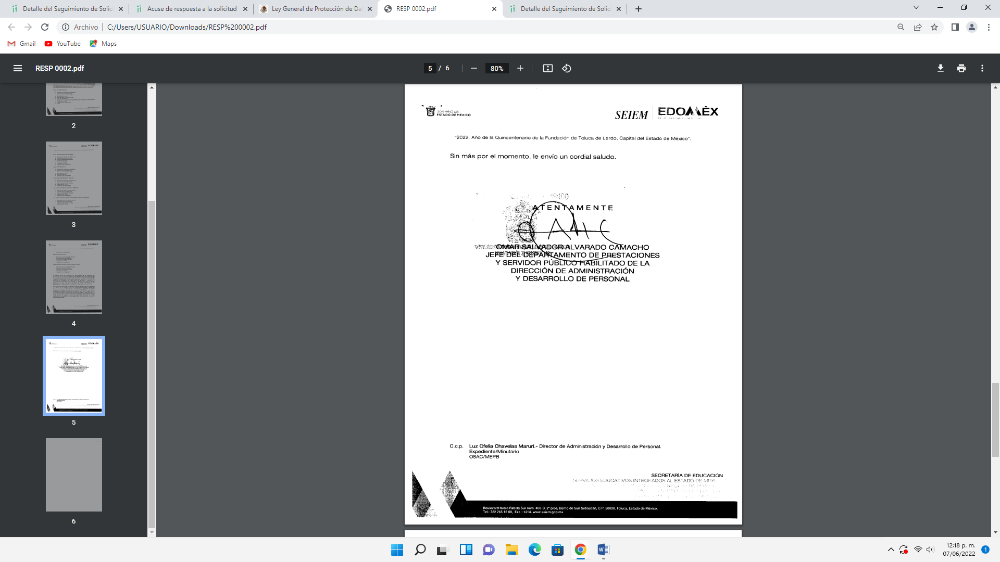 Detalle del Seguimiento de Solici
Acuse de respuesta a la solicitud
Ley General de Protección de Dat
RESP 0002.pdf
Detalle del Seguimiento de Solici
Archivo
C:/Users/USUARIO/Downloads/RESP%200002.pdf
Gmail
YouTube
Maps
RESP 0002.pdf
5 / 6
80%
2
3
4
5
6
GOBIERNO DEL
ESTADO DE MÉXICO
SEIEM
EDOMÉX
"2022. Año de la Quincentenario de la Fundación de Toluca de Lerdo, Capital del Estado de México".
Sin más por el momento, le envío un cordial saludo.
ATENTAMENTE
OMAR SALVADOR ALVARADO CAMACHO
JEFE DEL DEPARTAMENTO DE PRESTACIONES
Y SERVIDOR PÚBLICO HABILITADO DE LA
DIRECCIÓN DE ADMINISTRACIÓN
Y DESARROLLO DE PERSONAL
C.c.p. Luz Ofelia Chavelas Maruri.- Director de Administración y Desarrollo de Personal.
Expediente/Minutario
OSAC/MEPB
SECRETARÍA DE EDUCACIÓN
SERVICIOS EDUCATIVOS INTEGRADOS AL ESTADO DE MÉXICO
Boulevard Isidro Fabela Sur núm. 400-B, 2° piso, Barrio de San Sebastián, C.P. 50090, Toluca, Estado de México.
Tel.: 722 265 12 00, Ext. : 1214. www.seiem.gob.mx
12:18 p. m.
07/06/2022
1